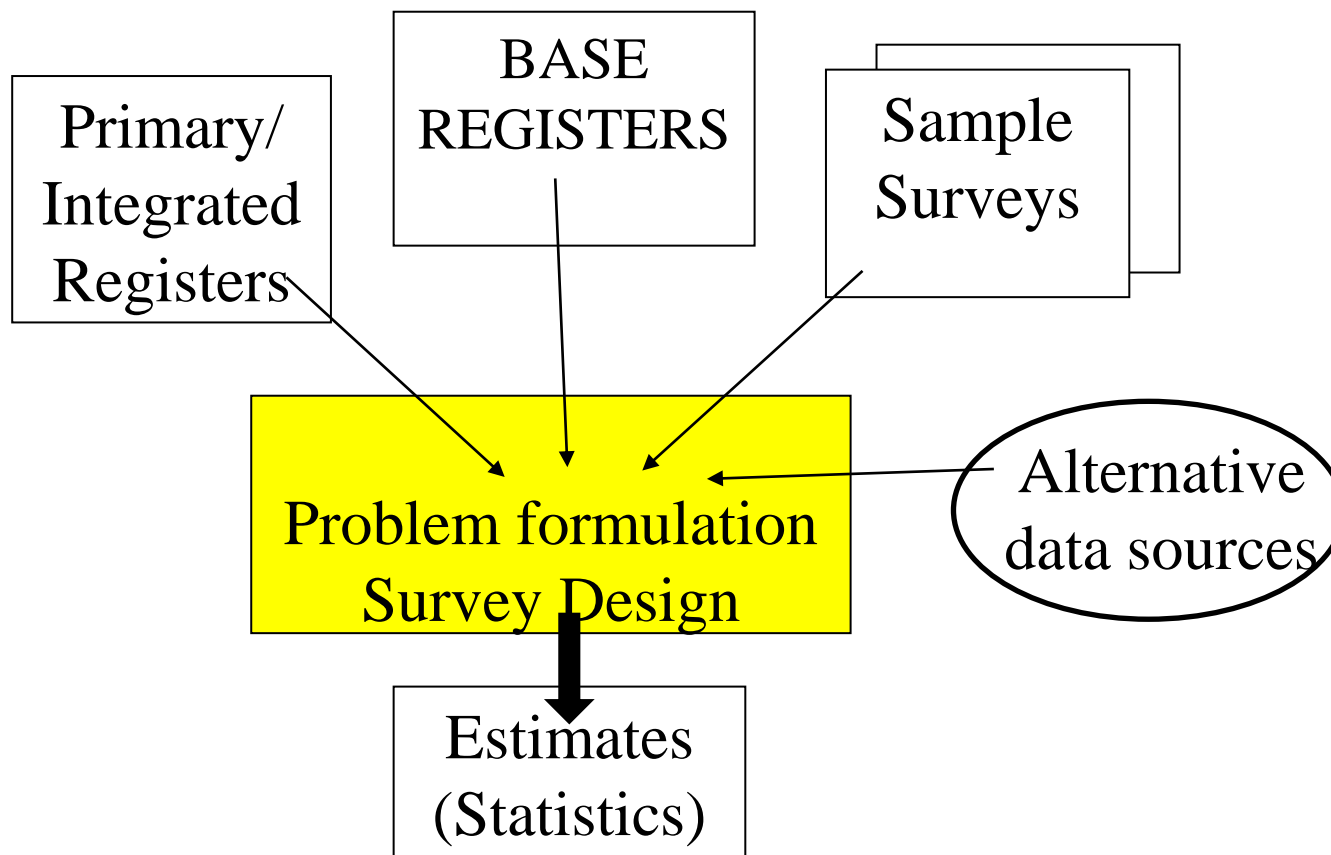 Primary/
Integrated
Registers
BASE
REGISTERS
Sample
Surveys
Problem formulation
Survey Design
Alternative
data sources
Estimates
(Statistics)